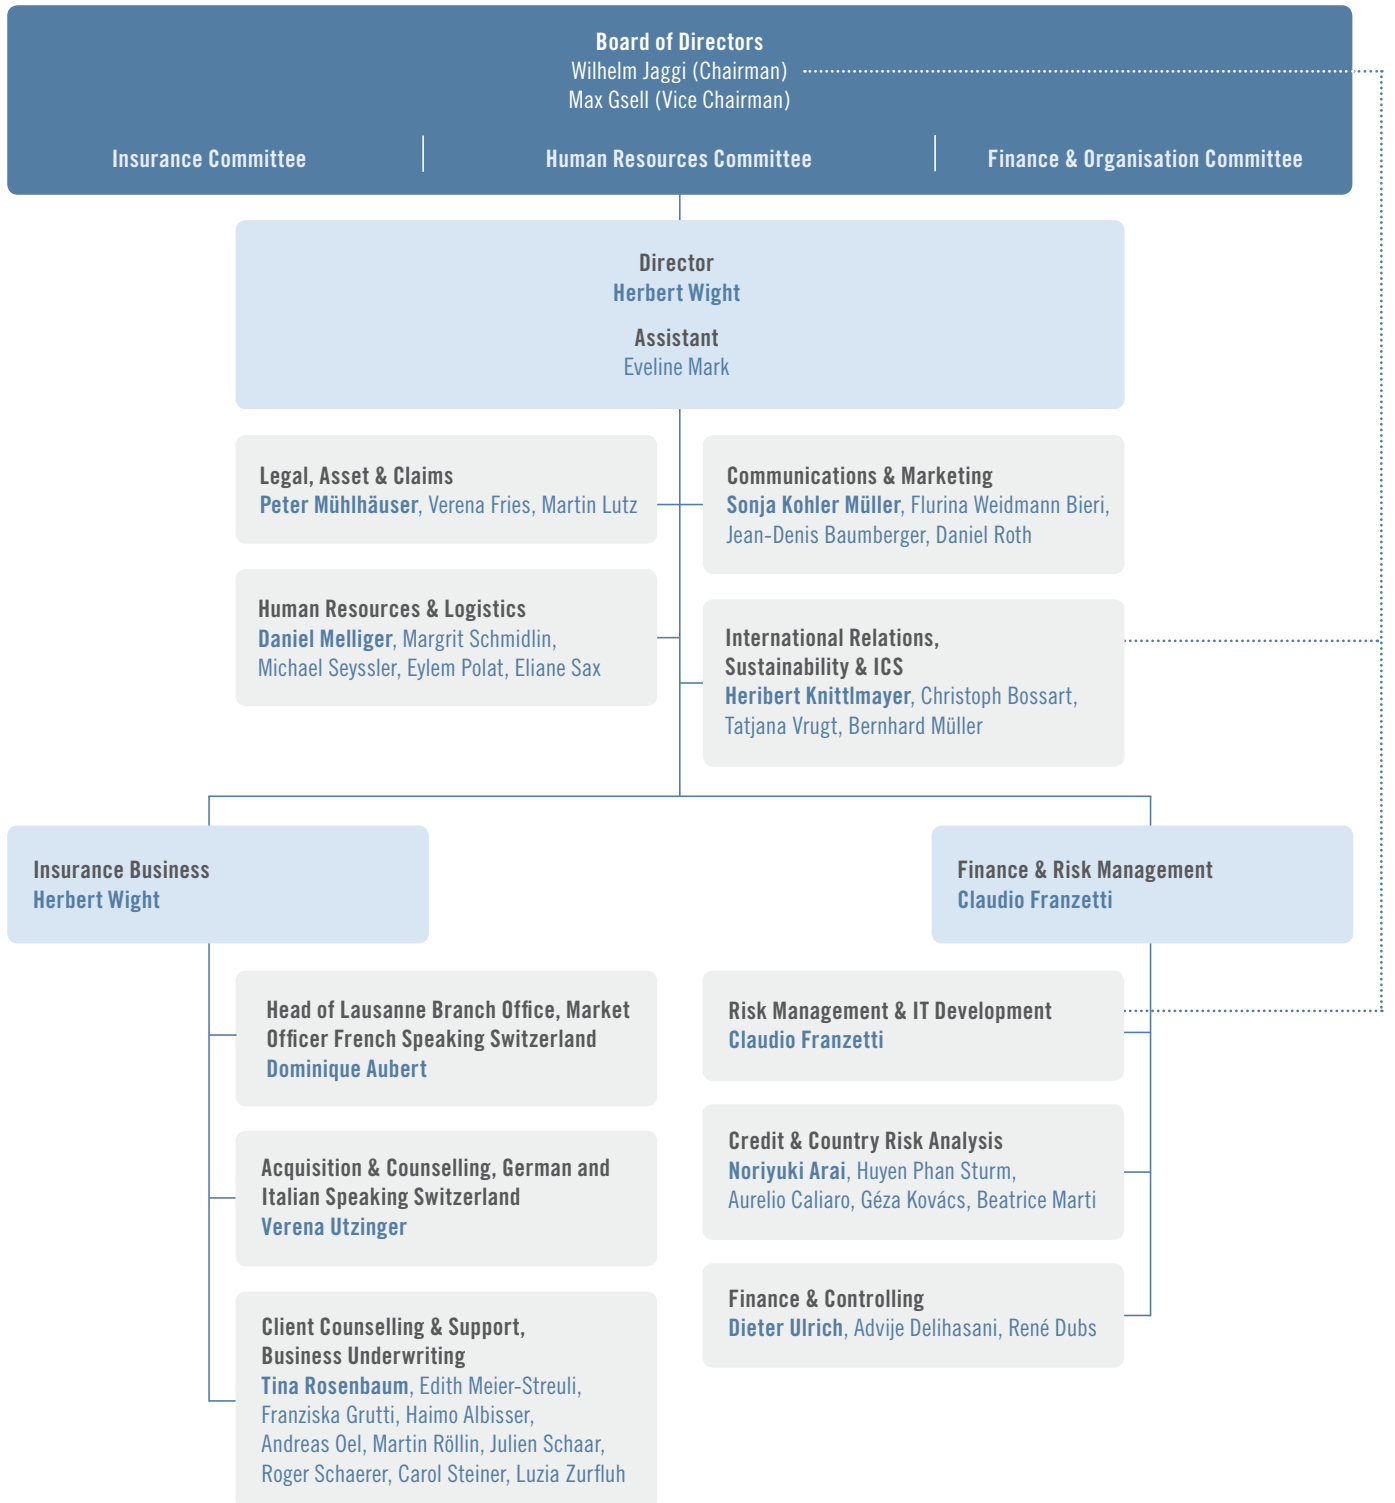 Board of Directors
Wilhelm Jaggi (Chairman)
Max Gsell (Vice Chairman)
Insurance Committee
Human Resources Committee
Finance & Organisation Committee
Director
Herbert Wight
Assistant
Eveline Mark
Legal, Asset & Claims
Peter Mühlhäuser, Verena Fries, Martin Lutz
Communications & Marketing
Sonja Kohler Müller, Flurina Weidmann Bieri,
Jean-Denis Baumberger, Daniel Roth
Human Resources & Logistics
Daniel Melliger, Margrit Schmidlin,
Michael Seyssler, Eylem Polat, Eliane Sax
International Relations,
Sustainability & ICS
Heribert Knittlmayer, Christoph Bossart,
Tatjana Vrugt, Bernhard Müller
Insurance Business
Herbert Wight
Finance & Risk Management
Claudio Franzetti
Head of Lausanne Branch Office, Market
Officer French Speaking Switzerland
Dominique Aubert
Acquisition & Counselling, German and
Italian Speaking Switzerland
Verena Utzinger
Client Counselling & Support,
Business Underwriting
Tina Rosenbaum, Edith Meier-Streuli,
Franziska Grutti, Haimo Albisser,
Andreas Oel, Martin Röllin, Julien Schaar,
Roger Schaerer, Carol Steiner, Luzia Zurfluh
Risk Management & IT Development
Claudio Franzetti
Credit & Country Risk Analysis
Noriyuki Arai, Huyen Phan Sturm,
Aurelio Caliaro, Géza Kovács, Beatrice Marti
Finance & Controlling
Dieter Ulrich, Advije Delihasani, René Dubs